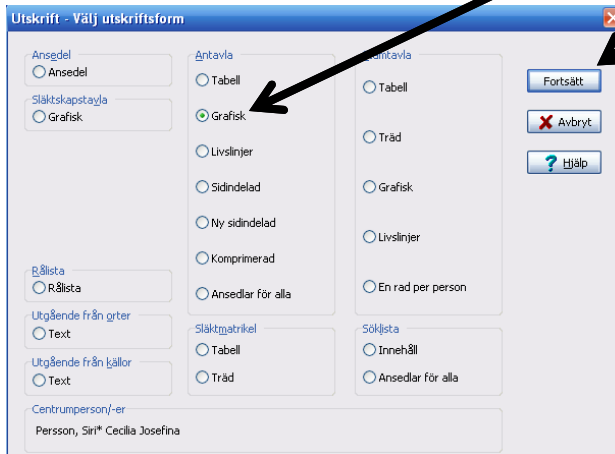 Utskrift - Välj utskriftsform
Ansedel
Ansedel
Släktskapstavla
Grafisk
Rålista
Rålista
Utgående från orter
Text
Utgående från källor
Text
Antavla
Tabell
Grafisk
Livslinjer
Sidindelad
Ny sidindelad
Komprimerad
Ansedlar för alla
Släktmatrikel
Tabell
Träd
Tabell
Träd
Grafisk
Livslinjer
En rad per person
Söklista
Innehåll
Ansedlar för alla
Centrumperson/-er
Persson, Siri* Cecilia Josefina
Fortsätt
Avbryt
Hjälp